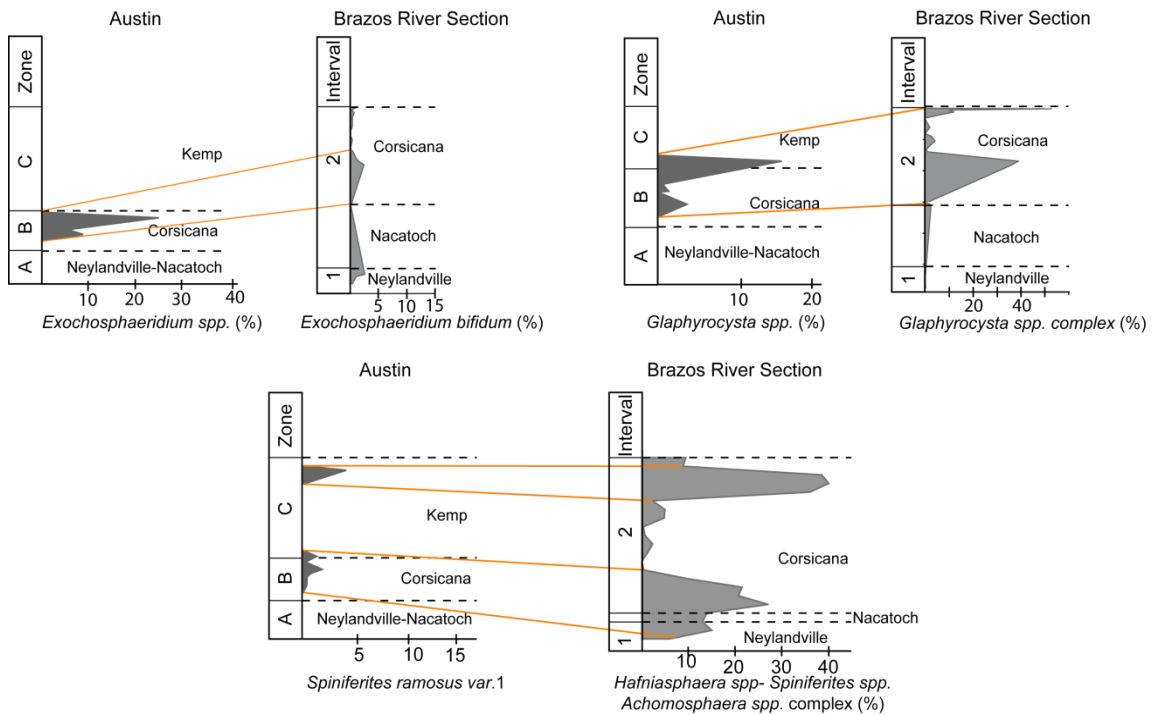 Austin
Brazos River Section
Zone
C
B
A
Kemp
Corsicana
Neylandville-Nacatoch
10 20 25 30 40
Exochosphaeridium spp. (%)
Interval
2
1
Corsicana
Nacatoch
Neylandville
5 10 15
Exochosphaeridium bifidum (%)
Austin
Brazos River Section
Zone
C
B
A
Kemp
Corsicana
Neylandville-Nacatoch
10 20
Glaphyrocysta spp. (%)
Interval
2
1
Corsicana
Nacatoch
Neylandville
20 40
Glaphyrocysta spp. complex (%)
Austin
Brazos River Section
Zone
C
B
A
Kemp
Corsicana
Neylandville-Nacatoch
5 10 15
Spiniferites ramosus var.1
Interval
2
1
Corsicana
Nacatoch
Neylandville
10 20 30 40
Hafniasphaera spp- Spiniferites spp.
Achomosphaera spp. complex (%)